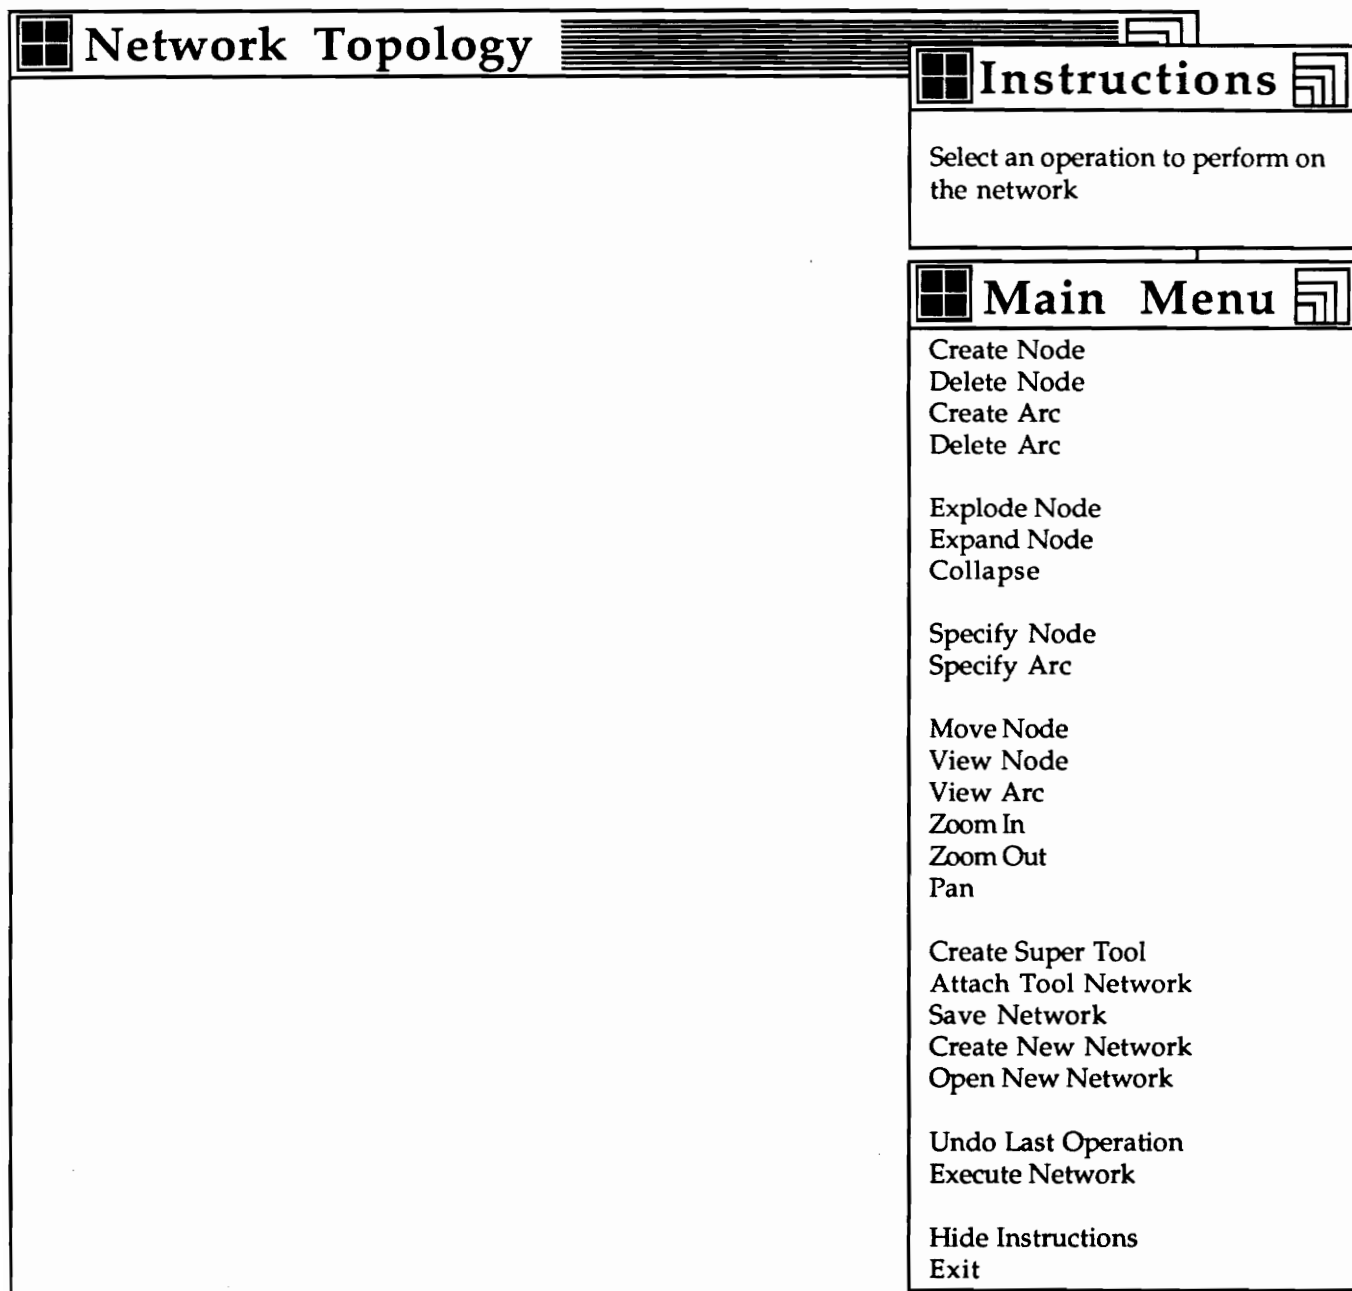 Network Topology
Instructions
Select an operation to perform on
the network
Main Menu
Create Node
Delete Node
Create Arc
Delete Arc
Explode Node
Expand Node
Collapse
Specify Node
Specify Arc
Move Node
View Node
View Arc
Zoom In
Zoom Out
Pan
Create Super Tool
Attach Tool Network
Save Network
Create New Network
Open New Network
Undo Last Operation
Execute Network
Hide Instructions
Exit